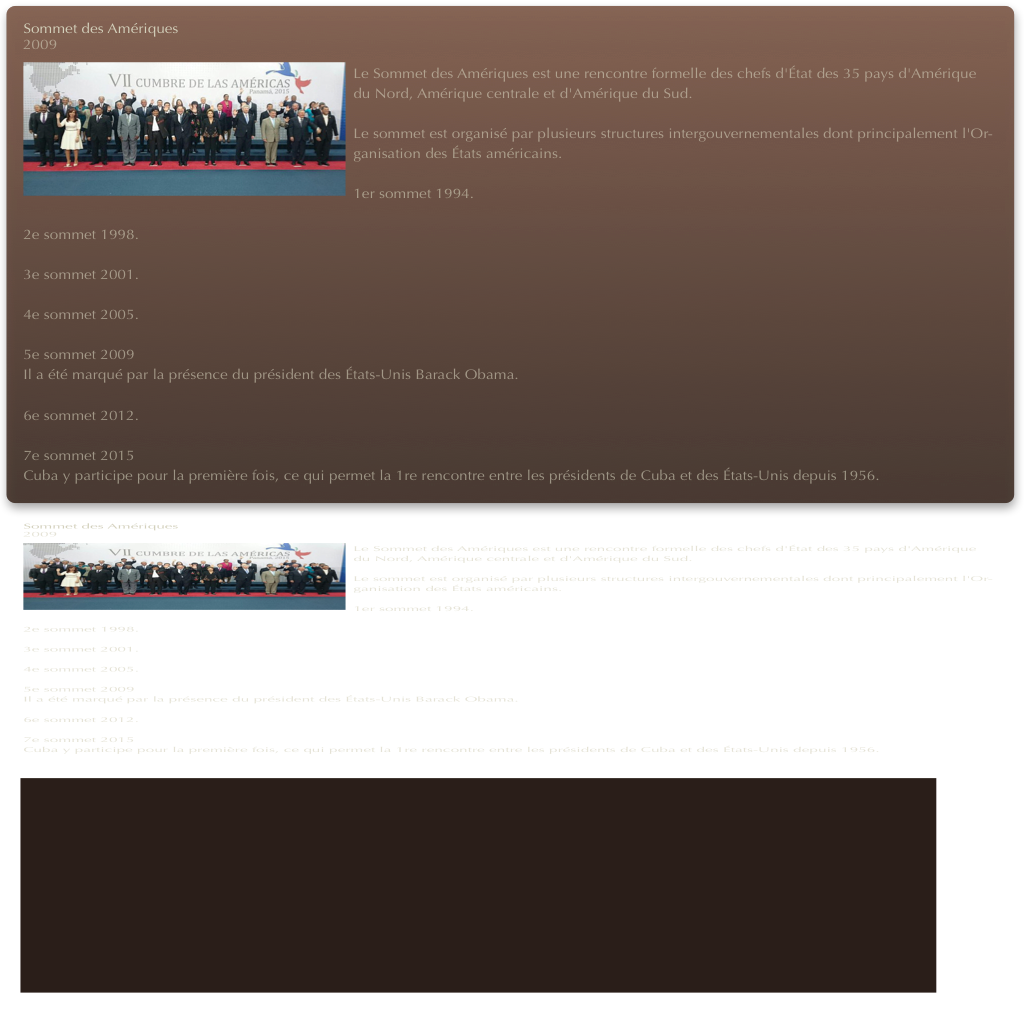 Sommet des Amériques
2009
VII CUMBRE DE LAS AMÉRICAS
Panamá, 2015
Le Sommet des Amériques est une rencontre formelle des chefs d'État des 35 pays d'Amérique
du Nord, Amérique centrale et d'Amérique du Sud.
Le sommet est organisé par plusieurs structures intergouvernementales dont principalement l'Or-
ganisation des États américains.
1er sommet 1994.
2e sommet 1998.
3e sommet 2001.
4e sommet 2005.
5e sommet 2009
Il a été marqué par la présence du président des États-Unis Barack Obama.
6e sommet 2012.
7e sommet 2015
Cuba y participe pour la première fois, ce qui permet la 1re rencontre entre les présidents de Cuba et des États-Unis depuis 1956.
Sommet des Amériques
2009
VII CUMBRE DE LAS AMÉRICAS
Panamá, 2015
Le Sommet des Amériques est une rencontre formelle des chefs d'État des 35 pays d'Amérique
du Nord, Amérique centrale et d'Amérique du Sud.
Le sommet est organisé par plusieurs structures intergouvernementales dont principalement l'Or-
ganisation des États américains.
1er sommet 1994.
2e sommet 1998.
3e sommet 2001.
4e sommet 2005.
5e sommet 2009
Il a été marqué par la présence du président des États-Unis Barack Obama.
6e sommet 2012.
7e sommet 2015
Cuba y participe pour la première fois, ce qui permet la 1re rencontre entre les présidents de Cuba et des États-Unis depuis 1956.